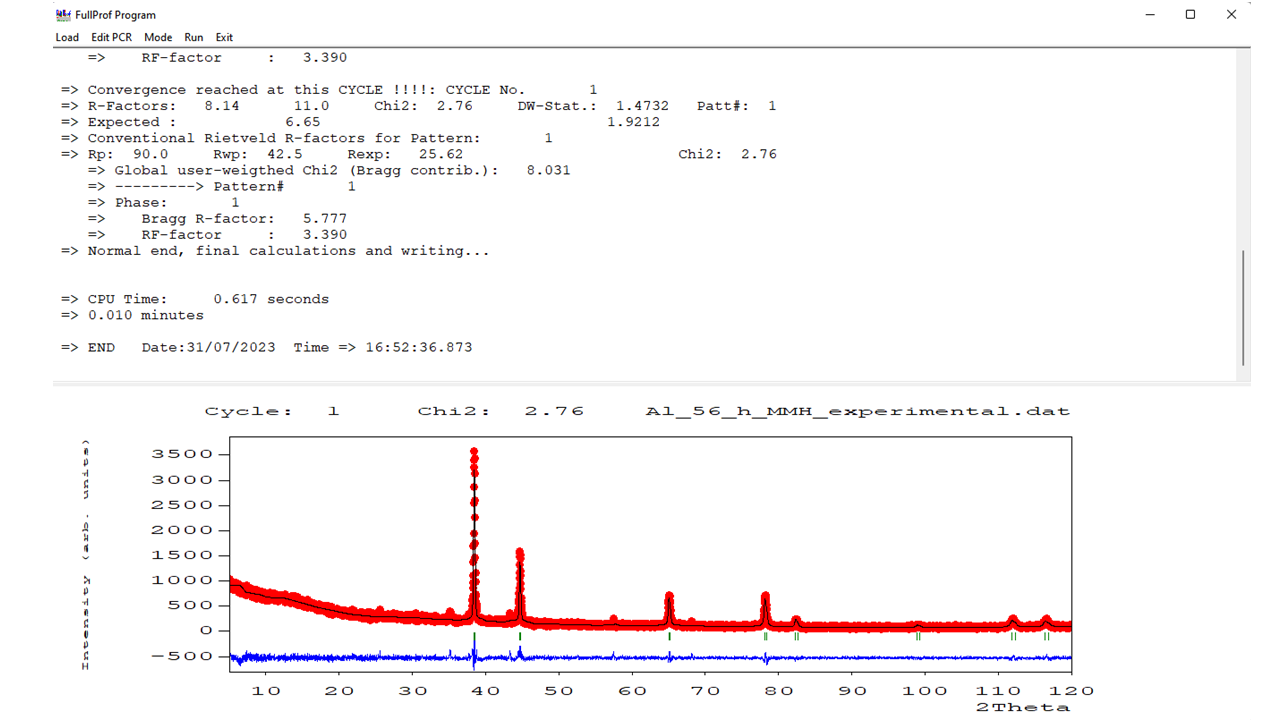 FullProf Program
Load Edit PCR Mode Run Exit
=> RF-factor : 3.390
=> Convergence reached at this CYCLE !!!!: CYCLE No. 1
=> R-Factors: 8.14 11.0 Chi2: 2.76 DW-Stat.: 1.4732 Patt#: 1
=> Expected : 6.65 1.9212
=> Conventional Rietveld R-factors for Pattern: 1
=> Rp: 90.0 Rwp: 42.5 Rexp: 25.62 Chi2: 2.76
=> Global user-weigthed Chi2 (Bragg contrib.): 8.031
=> ---------> Pattern# 1
=> Phase: 1
=> Bragg R-factor: 5.777
=> RF-factor : 3.390
=> Normal end, final calculations and writing...
=> CPU Time: 0.617 seconds
=> 0.010 minutes
=> END Date:31/07/2023 Time => 16:52:36.873
Cycle: 1 Chi2: 2.76 Al_56_h_MMH_experimental.dat
Intensity (arb. units)
3500
3000
2500
2000
1500
1000
500
0
-500
10 20 30 40 50 60 70 80 90 100 110 120
2Theta